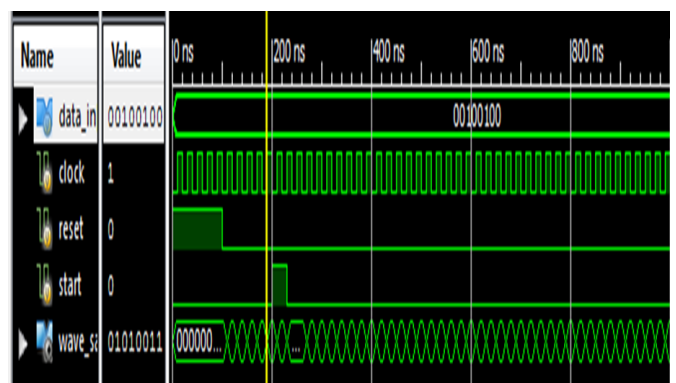 Name Value 0 ns 200 ns 400 ns 600 ns 800 ns
data_in 00100100 00100100
clock 1
reset 0
start 0 
wave_sa 01010011 000000... ...